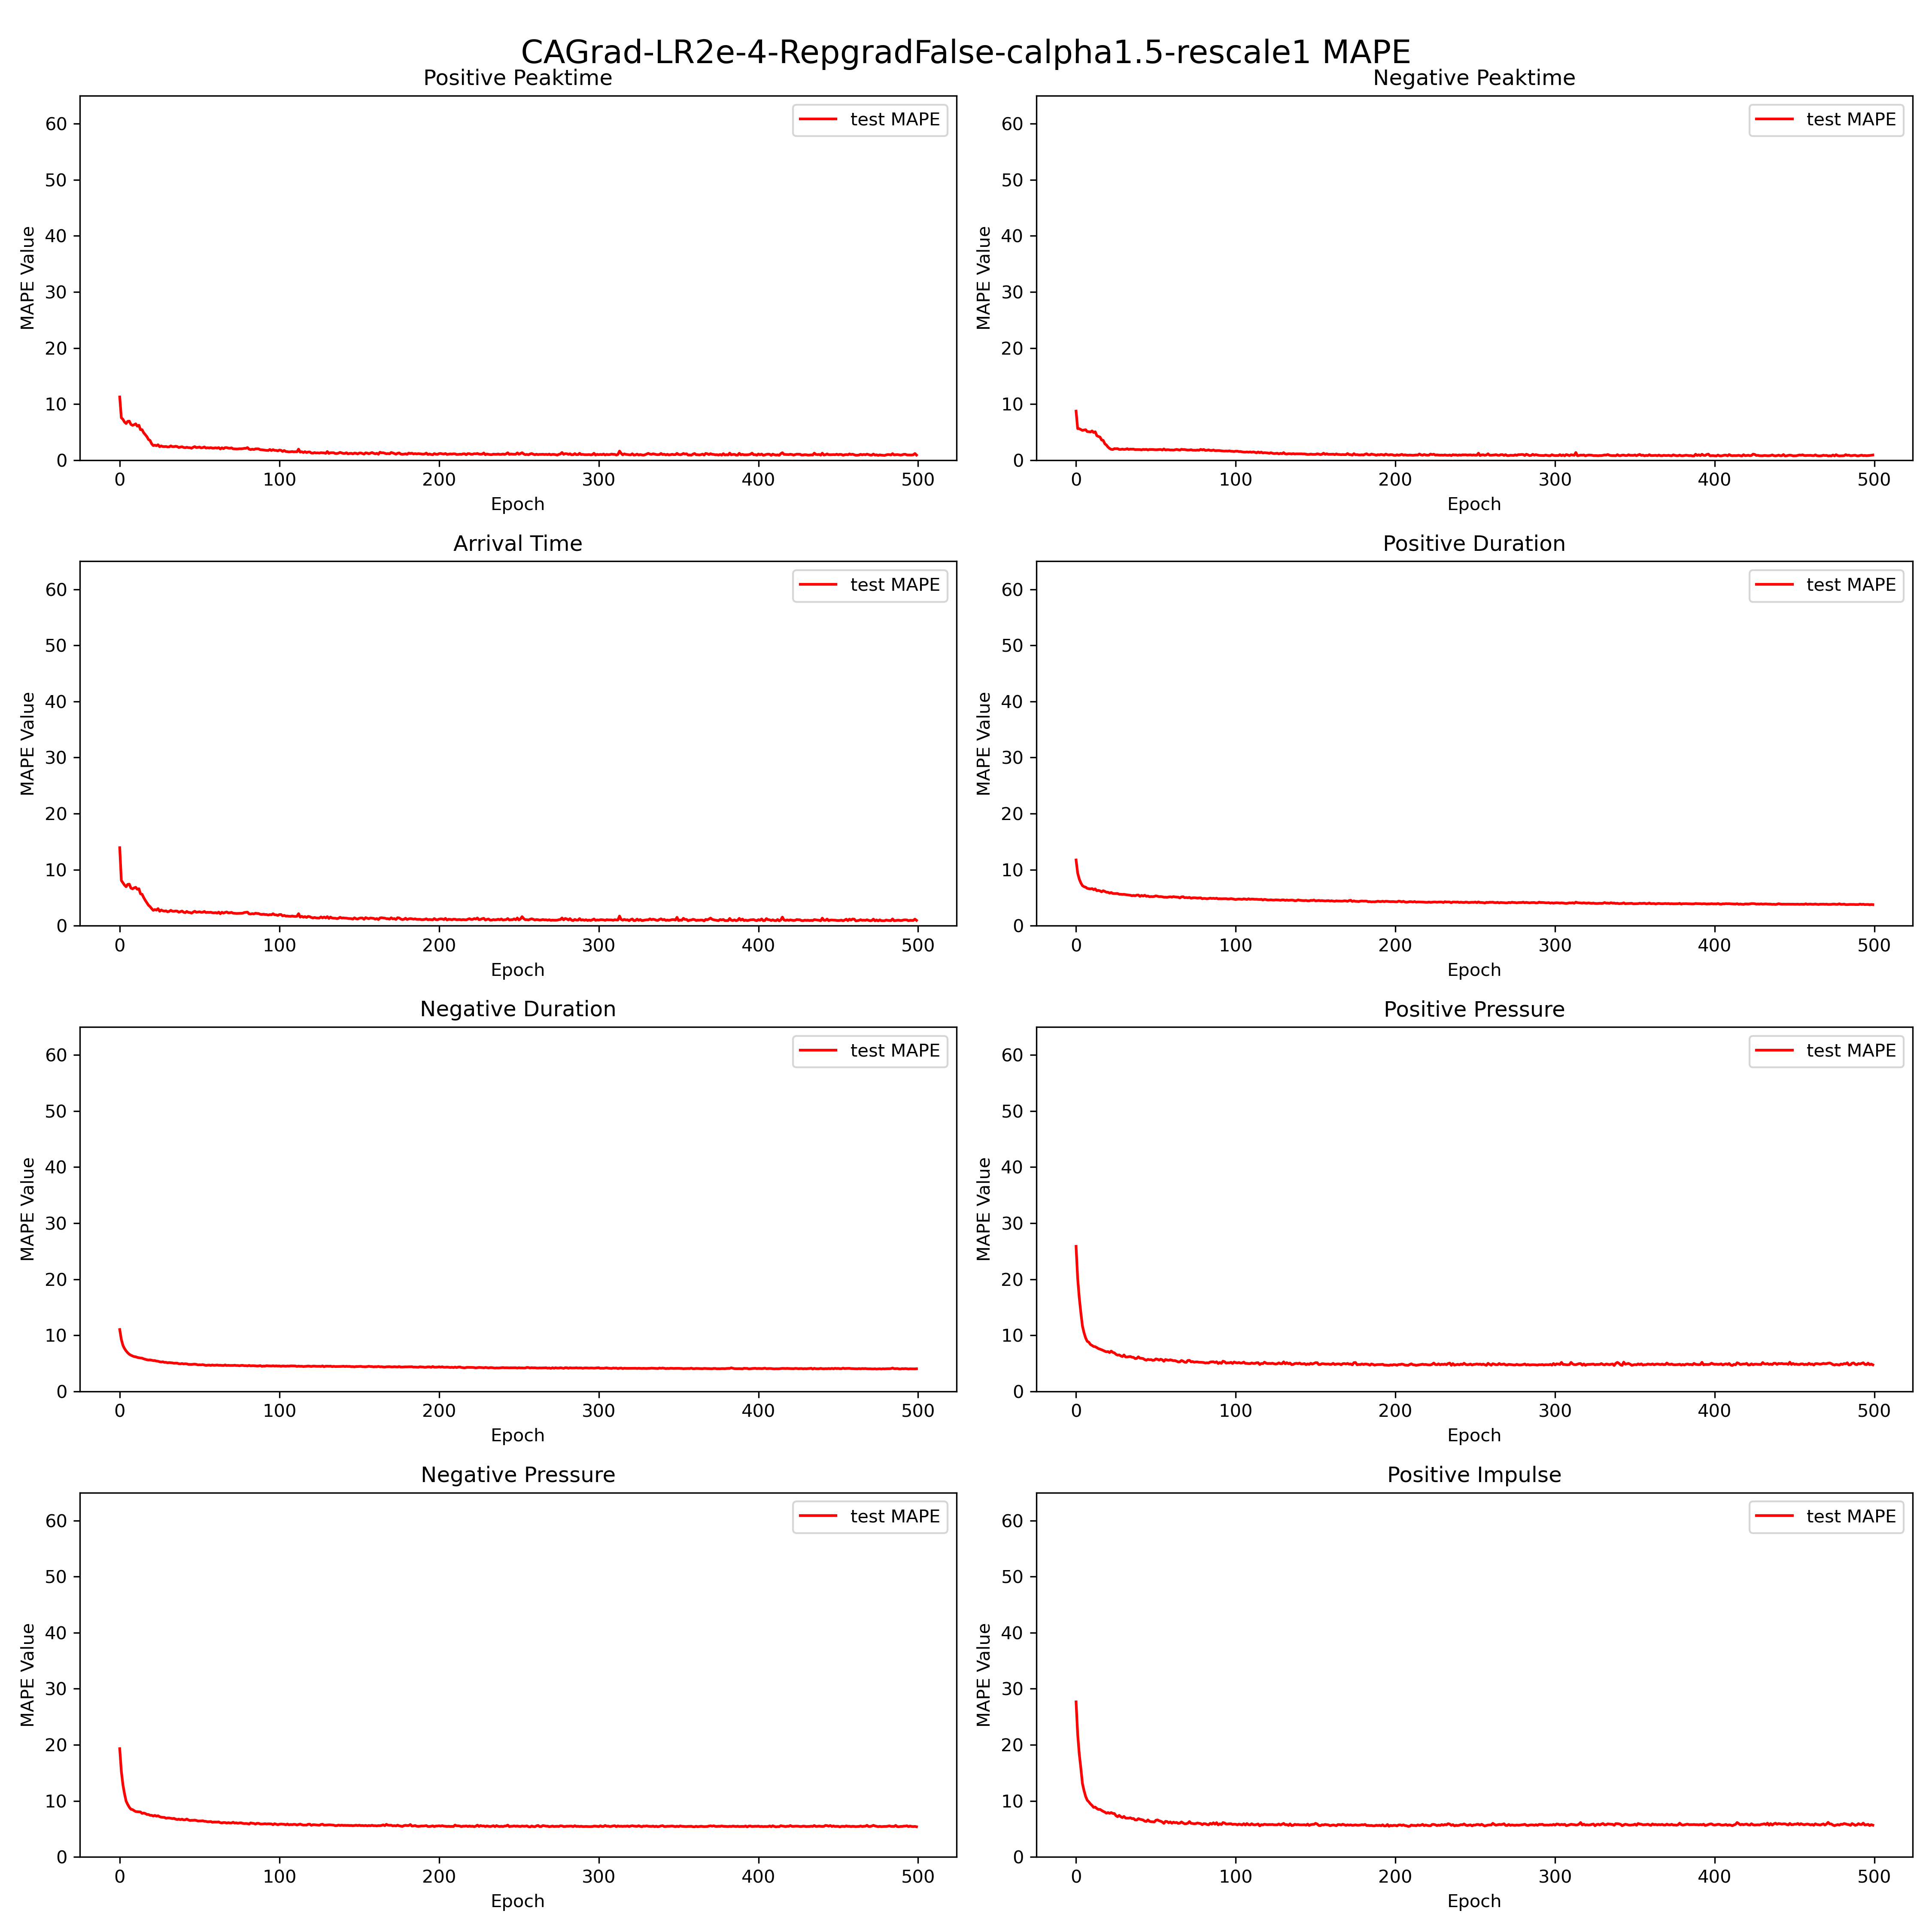 CAGrad-LR2e-4-RepgradFalse-calpha1.5-rescale1 MAPE
Positive Peaktime
test MAPE
MAPE Value
60
50
40
30
20
10
0
0 100 200 300 400 500
Epoch
Negative Peaktime
test MAPE
MAPE Value
60
50
40
30
20
10
0
0 100 200 300 400 500
Epoch
Arrival Time
test MAPE
MAPE Value
60
50
40
30
20
10
0
0 100 200 300 400 500
Epoch
Positive Duration
test MAPE
MAPE Value
60
50
40
30
20
10
0
0 100 200 300 400 500
Epoch
Negative Duration
test MAPE
MAPE Value
60
50
40
30
20
10
0
0 100 200 300 400 500
Epoch
Positive Pressure
test MAPE
MAPE Value
60
50
40
30
20
10
0
0 100 200 300 400 500
Epoch
Negative Pressure
test MAPE
MAPE Value
60
50
40
30
20
10
0
0 100 200 300 400 500
Epoch
Positive Impulse
test MAPE
MAPE Value
60
50
40
30
20
10
0
0 100 200 300 400 500
Epoch